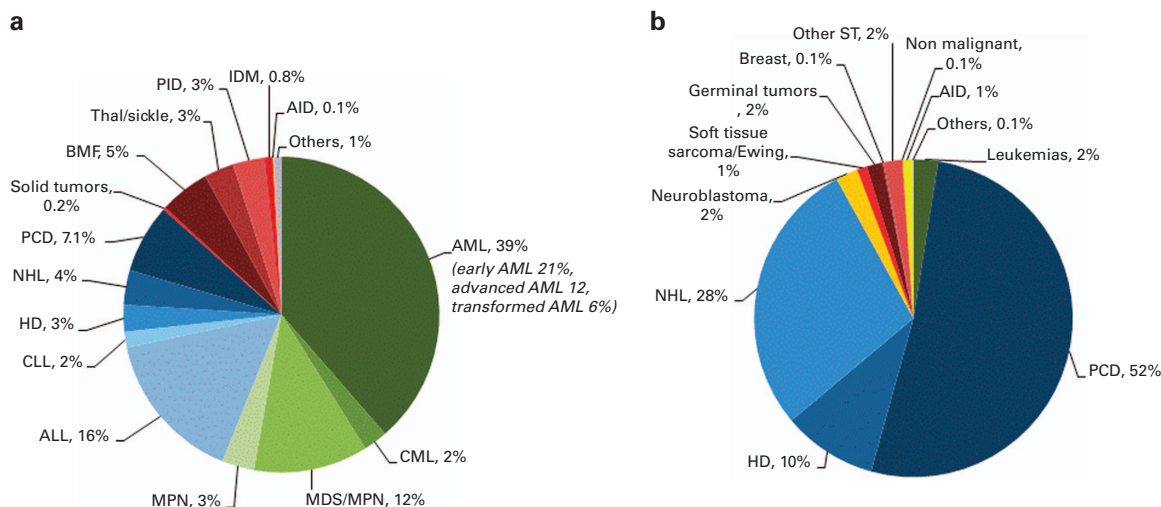 a
IDM, 0.8%
PID, 3%
AID, 0.1%
Thal/sickle, 3%
Others, 1%
BMF, 5%
Solid tumors,
0.2%
PCD, 7.1%
NHL, 4%
HD, 3%
CLL, 2%
ALL, 16%
MPN, 3%
MDS/MPN, 12%
CML, 2%
AML, 39%
(early AML 21%,
advanced AML 12,
transformed AML 6%)
b
Other ST, 2%
Non malignant,
0.1%
Breast, 0.1%
AID, 1%
Germinal tumors
, 2%
Others, 0.1%
Soft tissue
sarcoma/Ewing,
1%
Leukemias, 2%
Neuroblastoma,
2%
NHL, 28%
PCD, 52%
HD, 10%